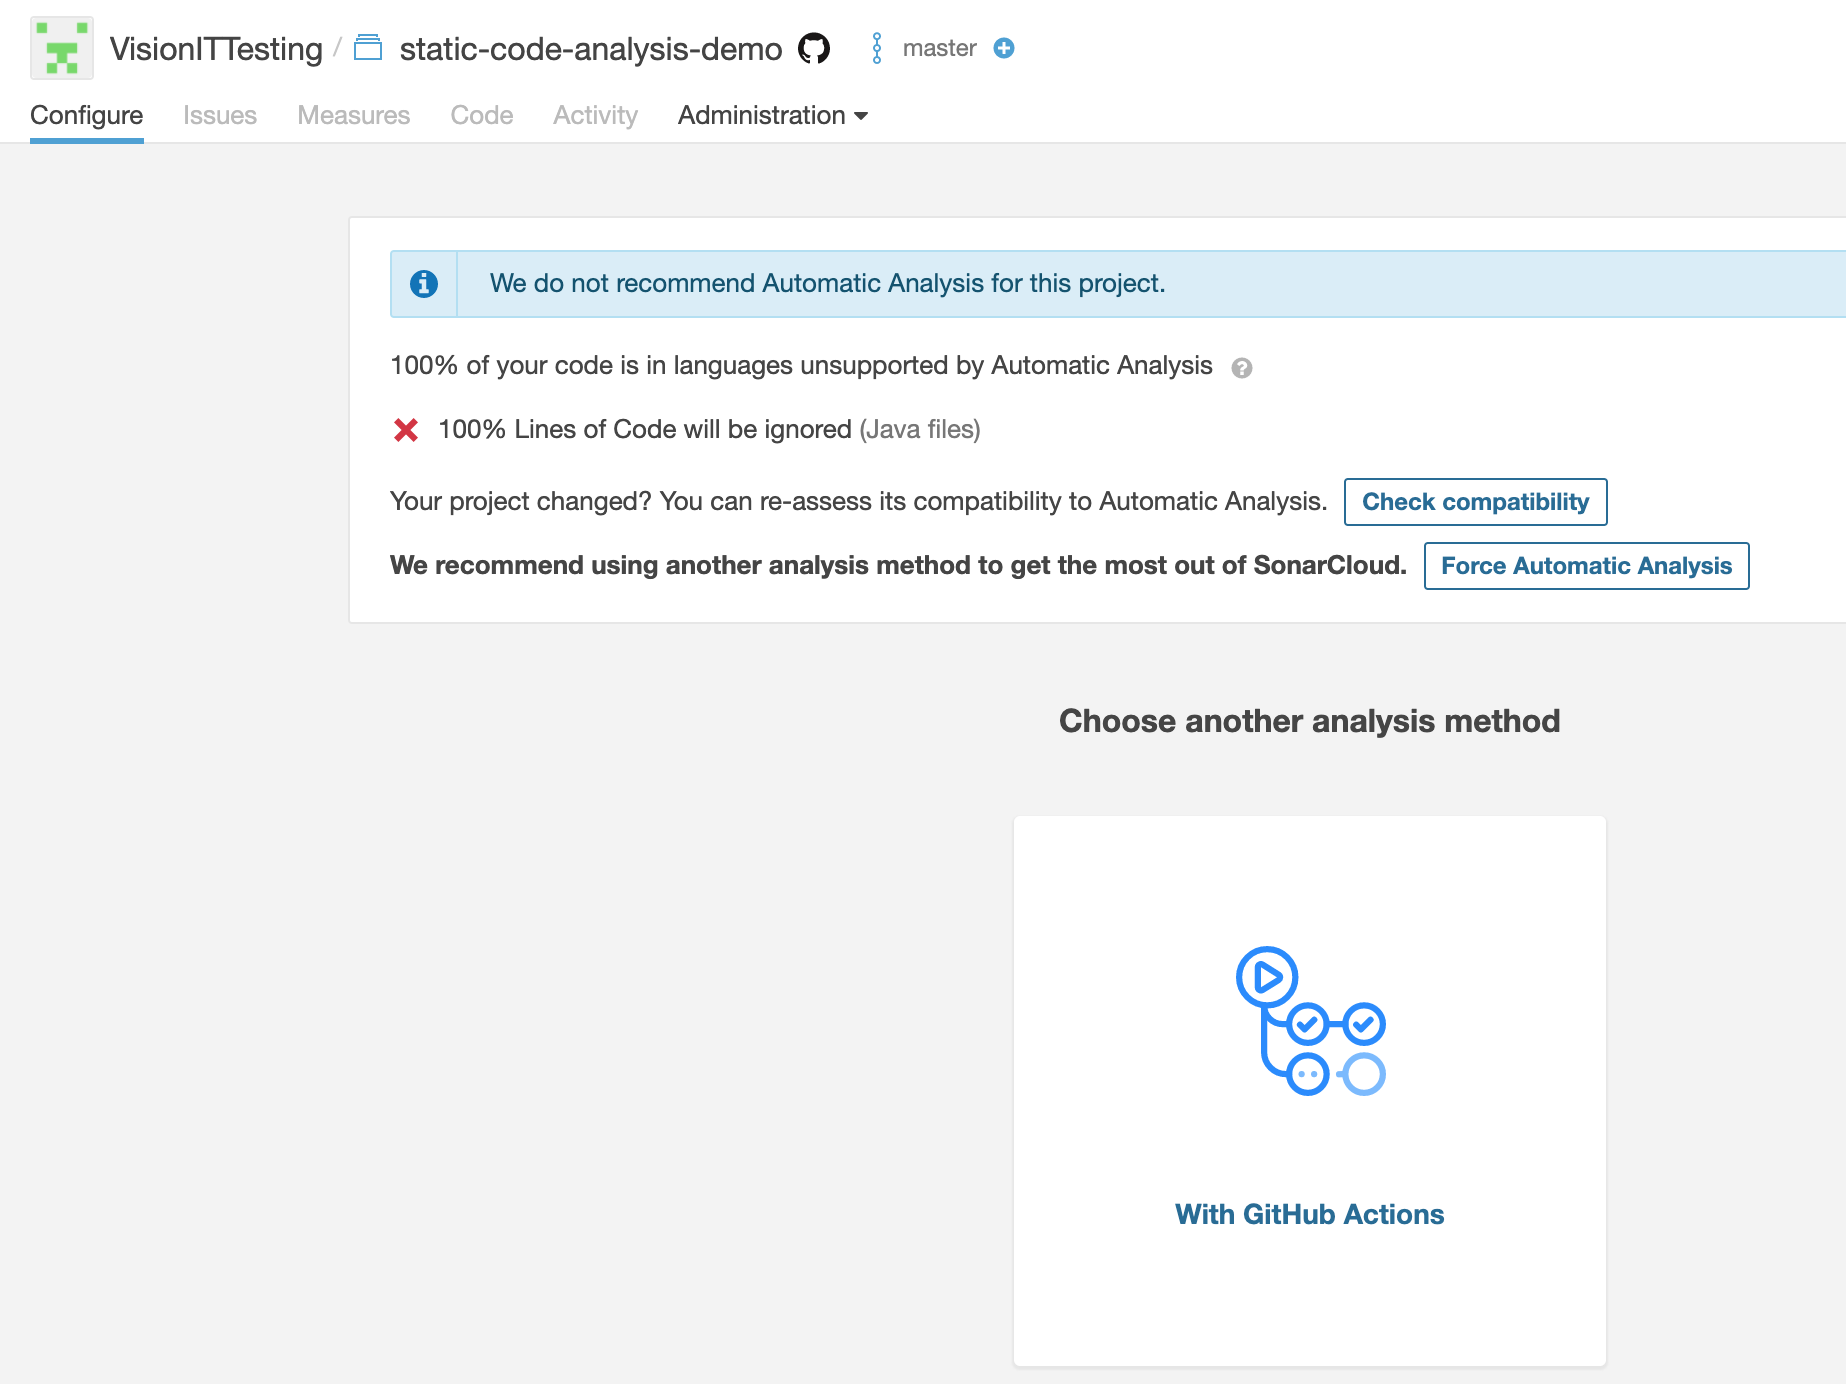 VisionITTesting / static-code-analysis-demo master
Configure Issues Measures Code Activity Administration
We do not recommend Automatic Analysis for this project.
100% of your code is in languages unsupported by Automatic Analysis ?
100% Lines of Code will be ignored (Java files)
Your project changed? You can re-assess its compatibility to Automatic Analysis. Check compatibility
We recommend using another analysis method to get the most out of SonarCloud. Force Automatic Analysis
Choose another analysis method
With GitHub Actions